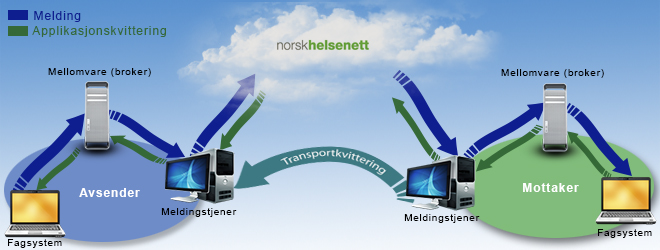 Melding
Applikasjonskvittering
norskhelsenett
Mellomvare (broker)
Mellomvare (broker)
Transportkvittering
Avsender
Mottaker
Meldingstjener
Meldingstjener
Fagsystem
Fagsystem